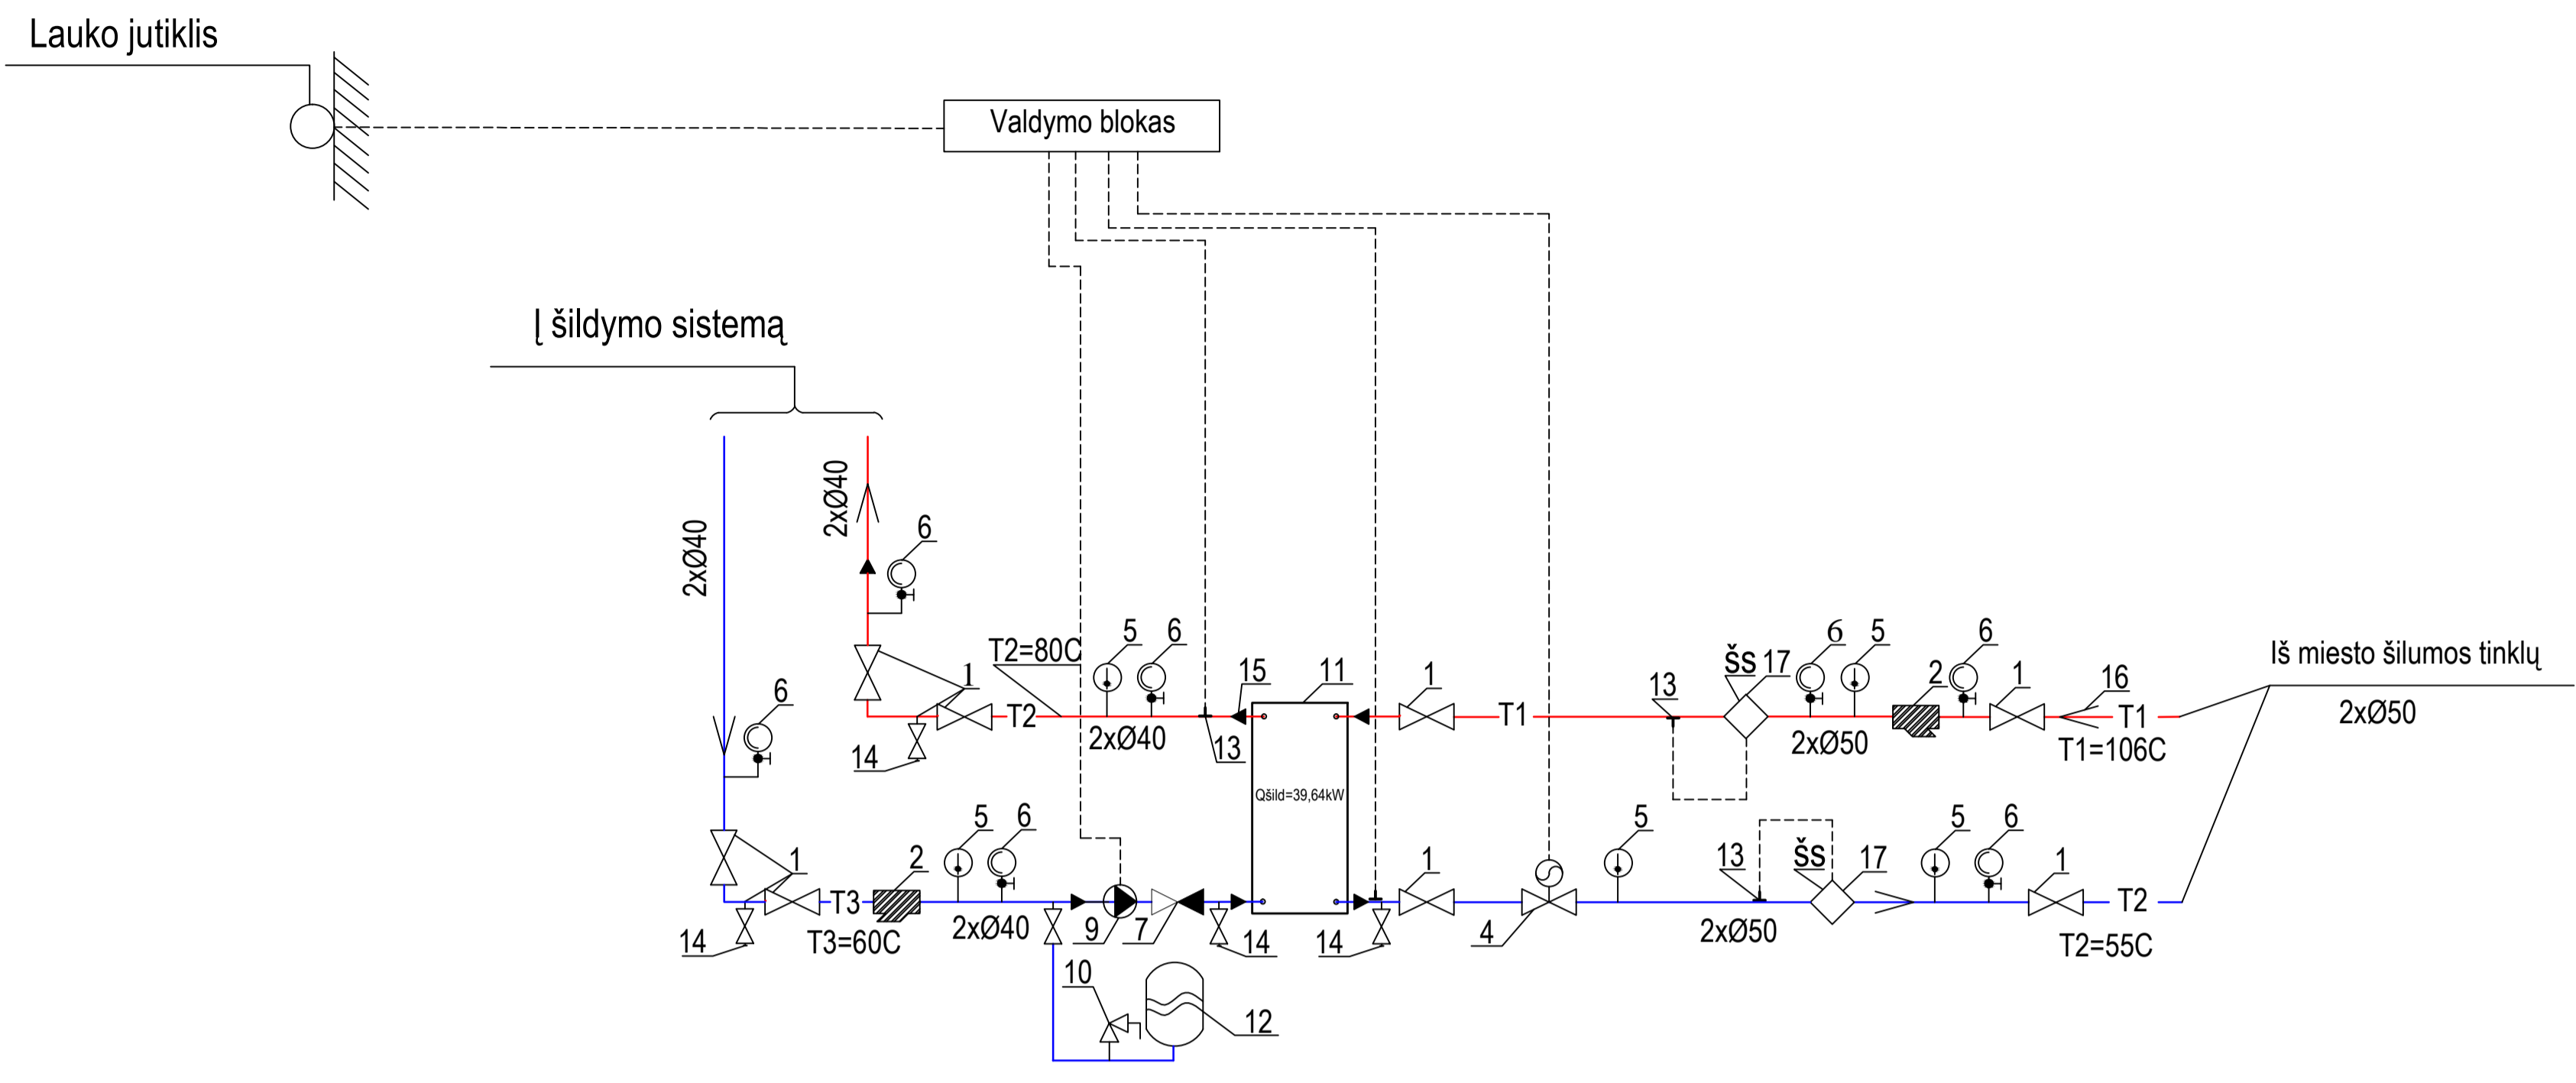 Lauko jutiklis
Valdymo blokas
Į šildymo sistemą
2xØ40
2xØ40
6
6
1
T2
T2=80C
5
6
2xØ40
14
15
13
11
Qšild=39,64kW
1
T1
13
šs
17
6
5
2xØ50
2
6
1
16
T1
T1=106C
Iš miesto šilumos tinklų
2xØ50
1
14
T3
T3=60C
2
5
6
2xØ40
9
7
14
14
1
4
5
13
šs
17
2xØ50
5
6
1
T2
T2=55C
10
12